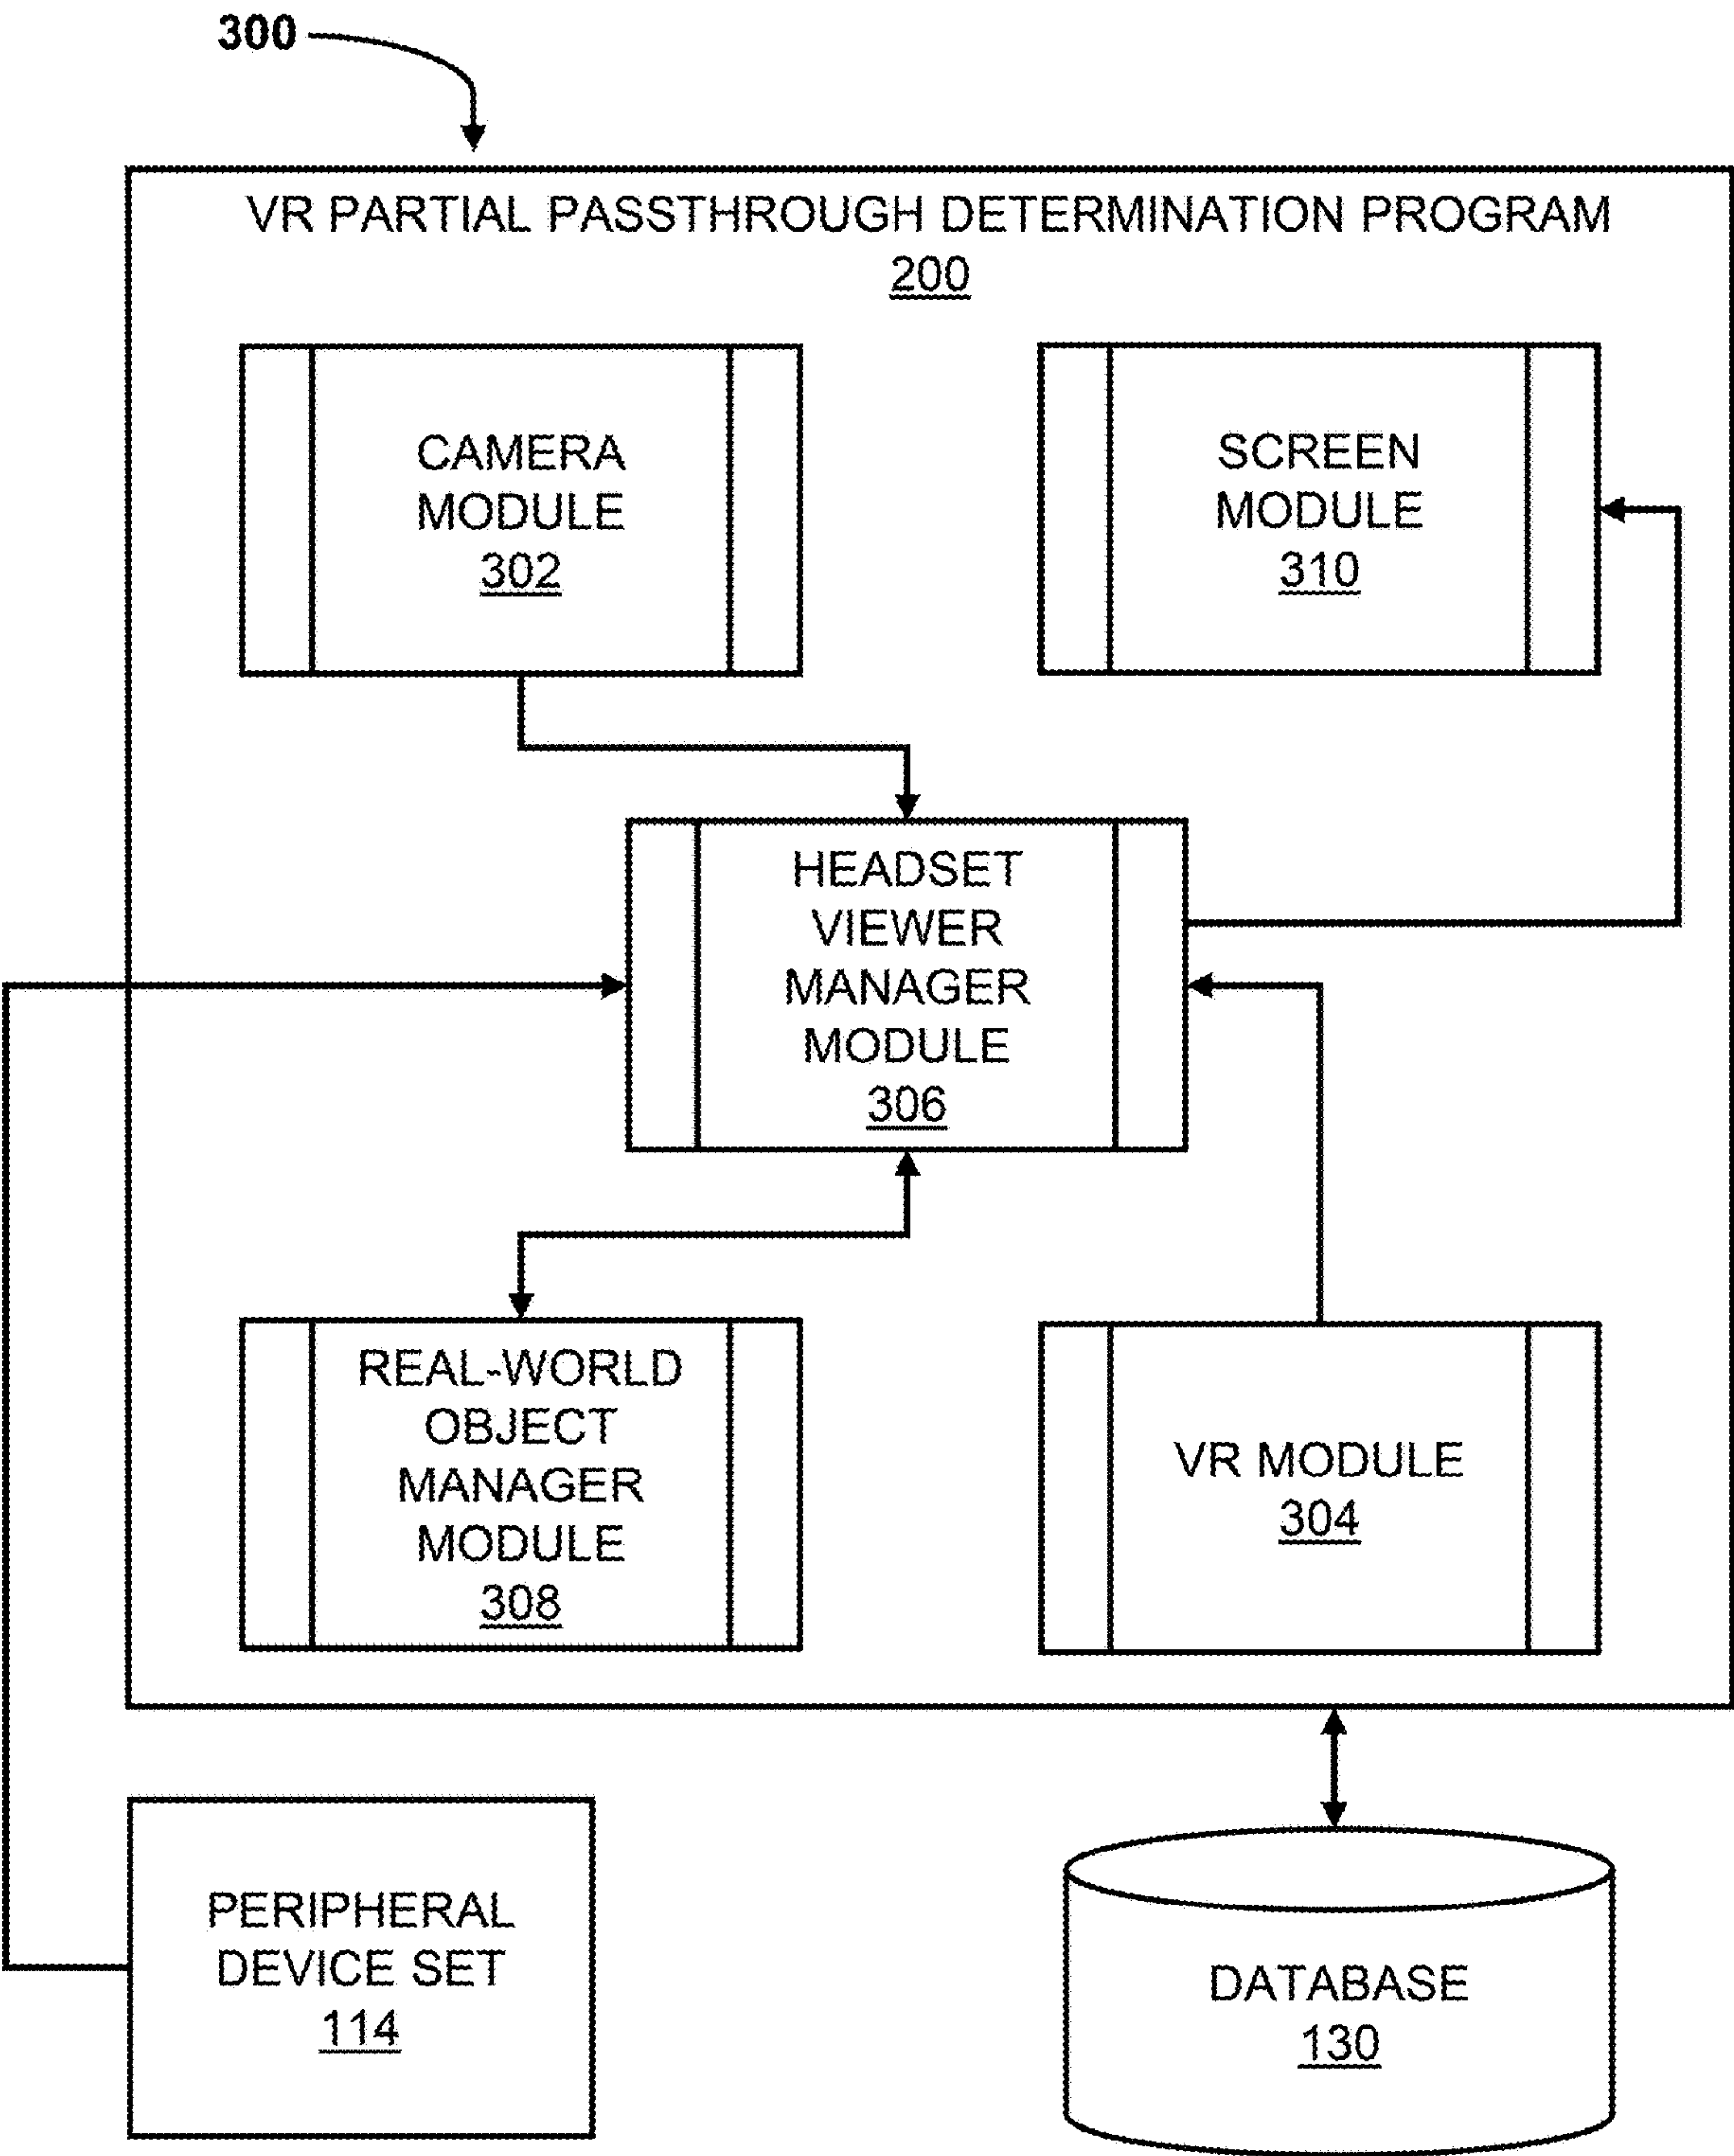 300
VR PARTIAL PASSTHROUGH DETERMINATION PROGRAM
200
CAMERA
MODULE
302
SCREEN
MODULE
310
HEADSET
VIEWER
MANAGER
MODULE
306
REAL-WORLD
OBJECT
MANAGER
MODULE
308
VR MODULE
304
PERIPHERAL
DEVICE SET
114
DATABASE
130